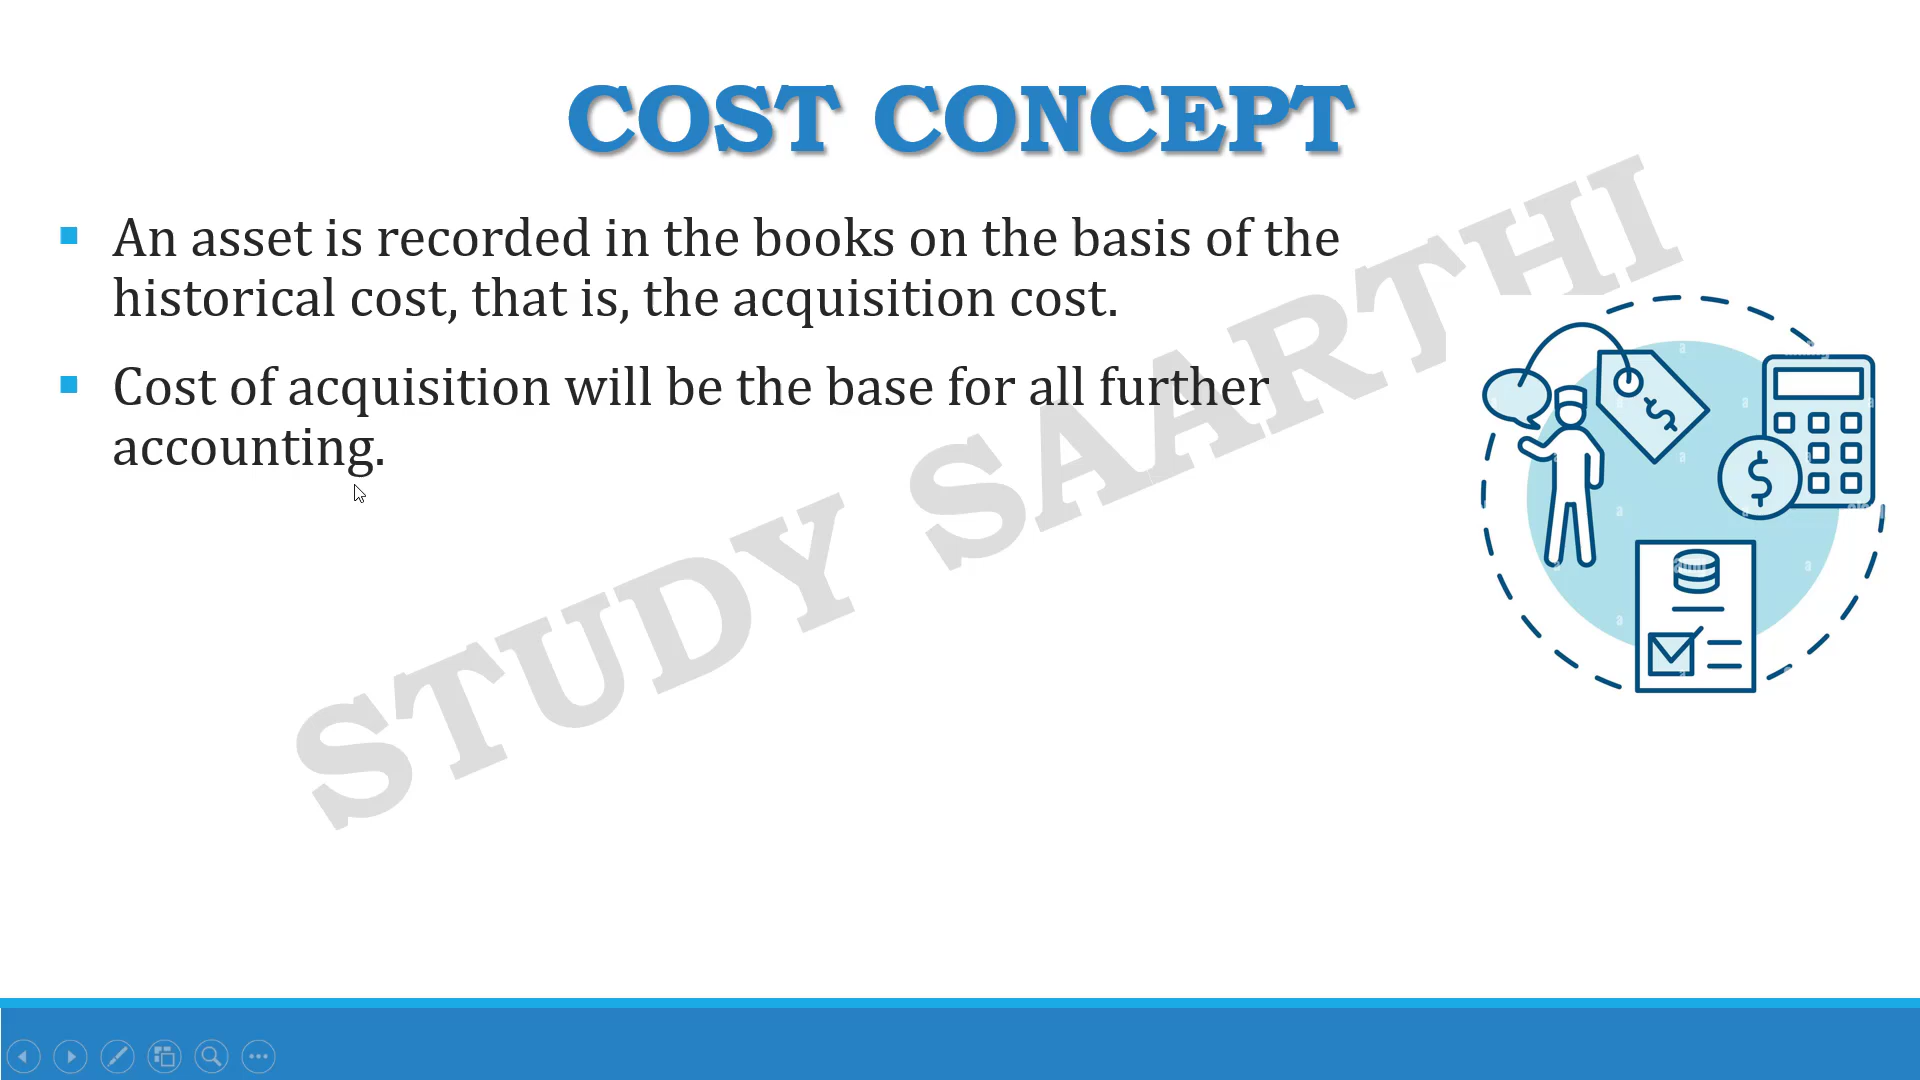 COST CONCEPT
An asset is recorded in the books on the basis of the
historical cost, that is, the acquisition cost.
Cost of acquisition will be the base for all further
accounting.
STUDY SAARTHI